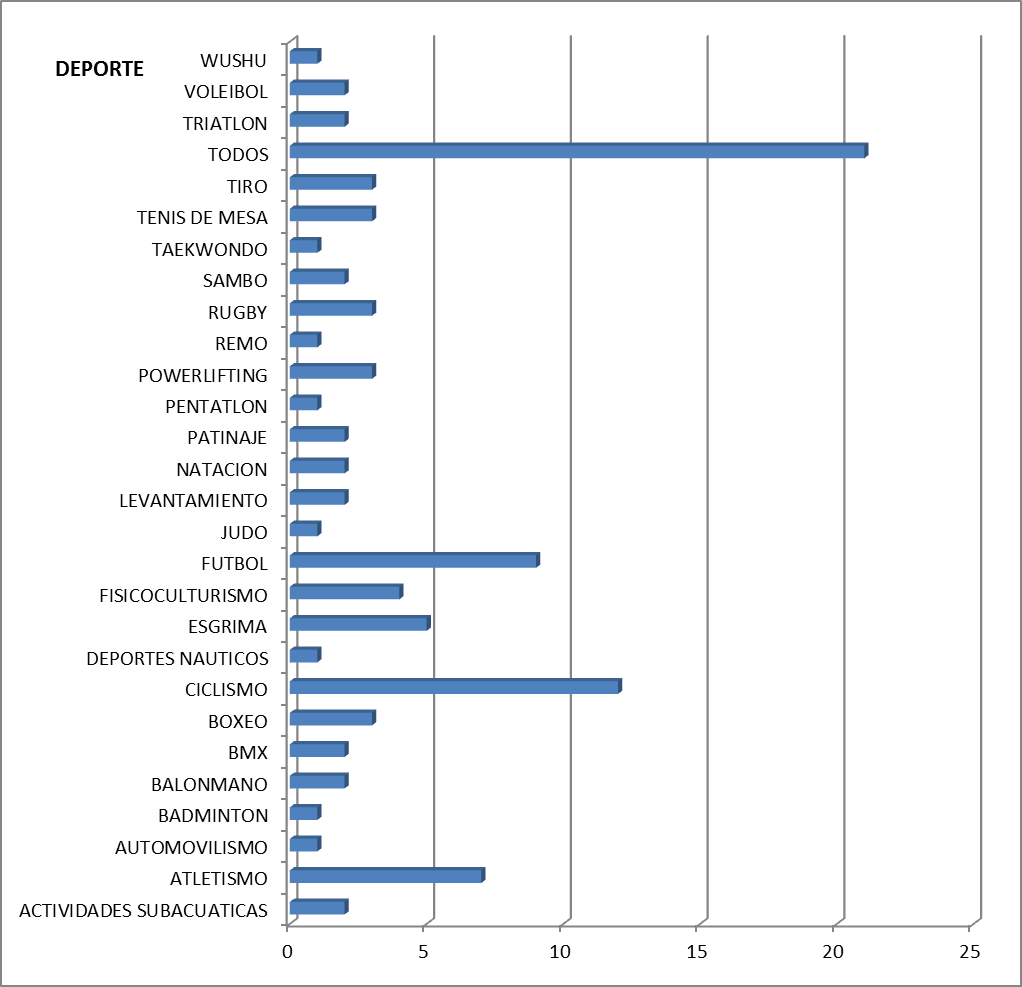 DEPORTE
WUSHU
VOLEIBOL
TRIATLON
TODOS
TIRO
TENIS DE MESA
TAEKWONDO
SAMBO
RUGBY
REMO
POWERLIFTING
PENTATLON
PATINAJE
NATACION
LEVANTAMIENTO
JUDO
FUTBOL
FISICOCULTURISMO
ESGRIMA
DEPORTES NAUTICOS
CICLISMO
BOXEO
BMX
BALONMANO
BADMINTON
AUTOMOVILISMO
ATLETISMO
ACTIVIDADES SUBACUATICAS
0 5 10 15 20 25